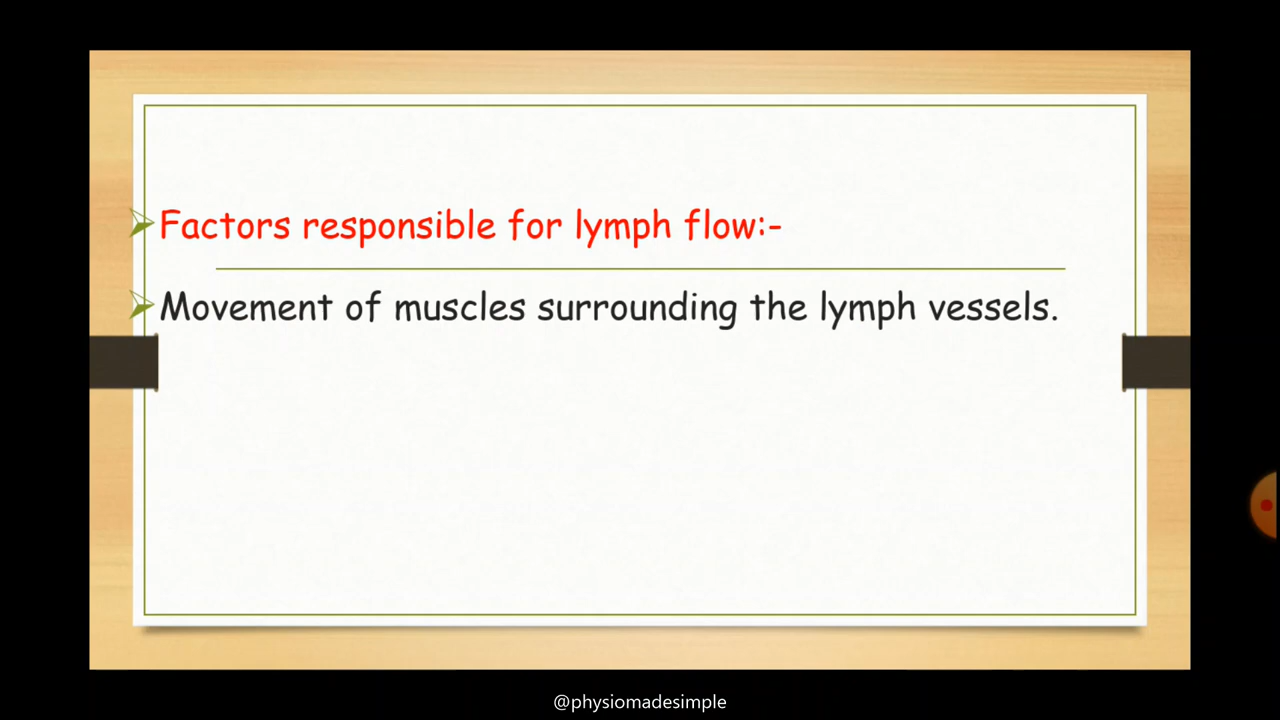 Factors responsible for lymph flow:-
Movement of muscles surrounding the lymph vessels.
@physiomadesimple